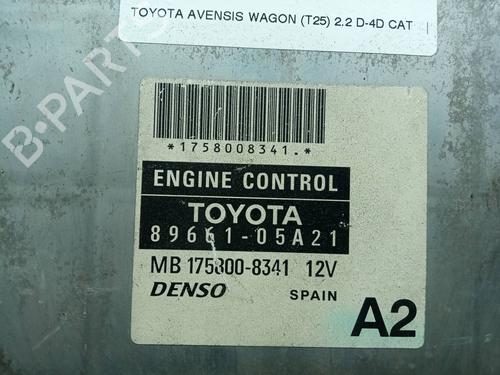 TOYOTA AVENSIS WAGON (T25) 2.2 D-4D CAT
B-PARTS
*1758008341.*
ENGINE CONTROL
TOYOTA
89661-05A21
MB 175800-8341 12V
DENSO SPAIN
A2